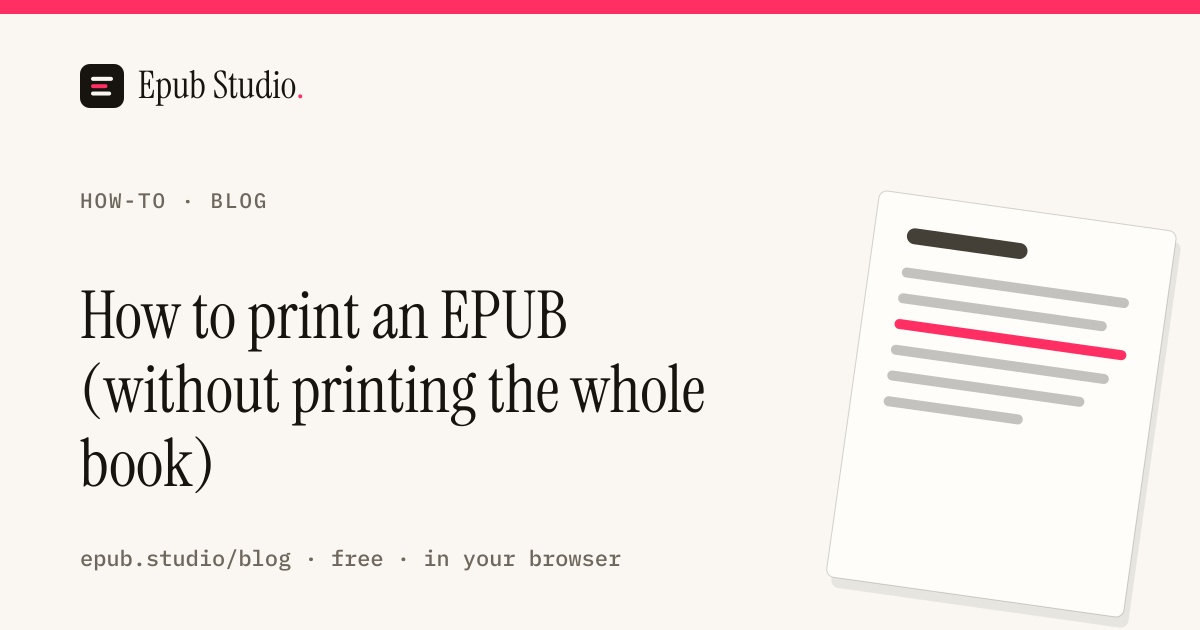 Epub Studio.
HOW-TO · BLOG
How to print an EPUB
(without printing the whole
book)
epub.studio/blog · free · in your browser